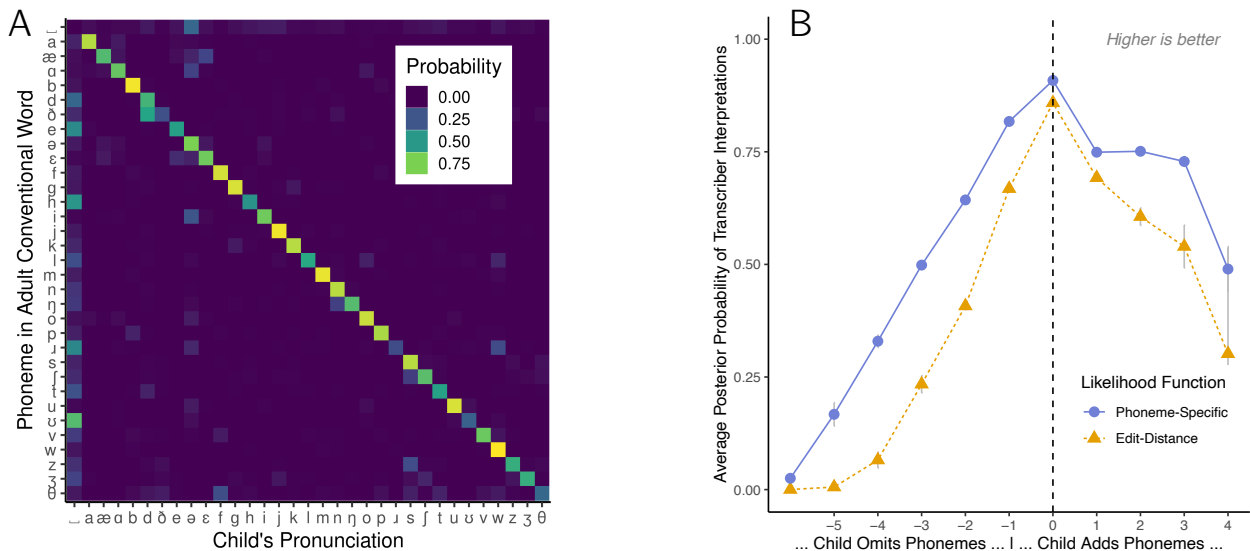 A
Phoneme in Adult Conventional Word
⎵
a
æ
ɑ
b
d
ð
e
ə
ɛ
f
g
h
i
j
k
l
m
n
ŋ
o
p
ɹ
s
ʃ
t
u
ʊ
v
w
z
ʒ
θ
Probability
0.00
0.25
0.50
0.75
⎵ a æ ɑ b d ð e ə ɛ f g h i j k l m n ŋ o p ɹ s ʃ t u ʊ v w z ʒ θ
Child's Pronunciation
B
Average Posterior Probability of Transcriber Interpretations
1.00
0.75
0.50
0.25
0.00
Higher is better
Likelihood Function
Phoneme-Specific
Edit-Distance
−5 −4 −3 −2 −1 0 1 2 3 4
... Child Omits Phonemes ... | ... Child Adds Phonemes ...